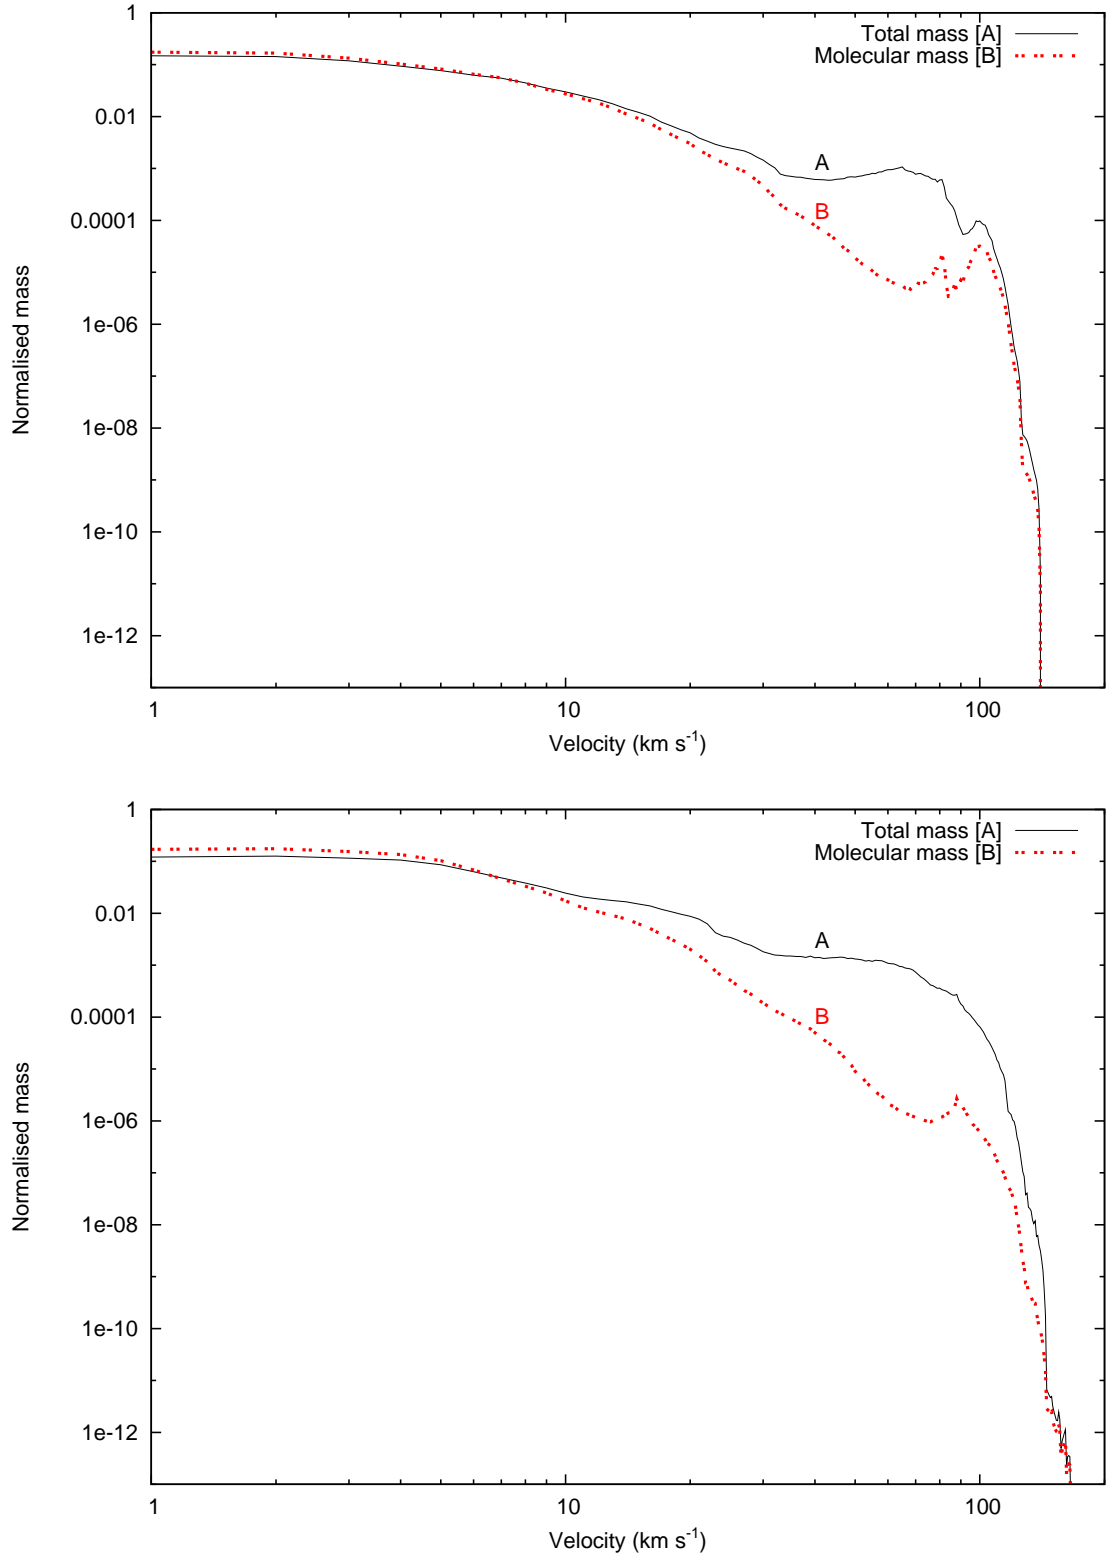 1
0.01
0.0001
1e-06
1e-08
1e-10
1e-12
Normalised mass
Total mass [A]
Molecular mass [B]
A
B
1
10
100
Velocity (km s⁻¹)
1
0.01
0.0001
1e-06
1e-08
1e-10
1e-12
Normalised mass
Total mass [A]
Molecular mass [B]
A
B
1
10
100
Velocity (km s⁻¹)